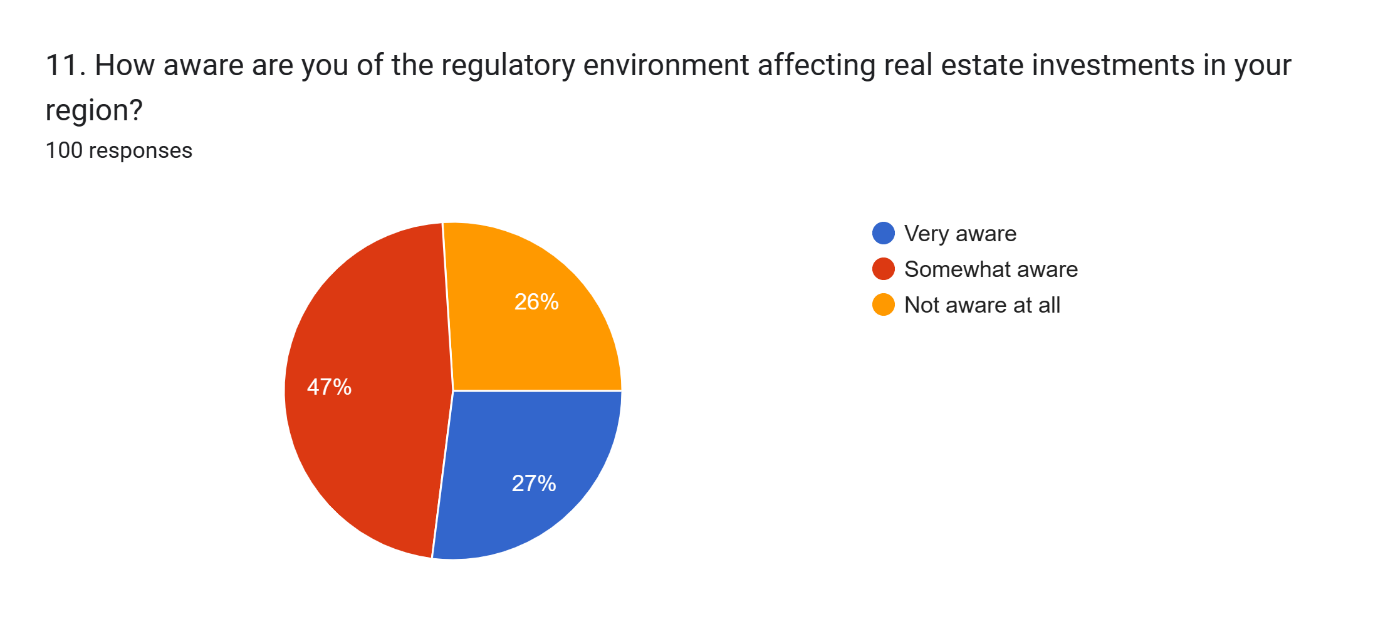 11. How aware are you of the regulatory environment affecting real estate investments in your
region?
100 responses
Very aware
Somewhat aware
Not aware at all
26%
47%
27%